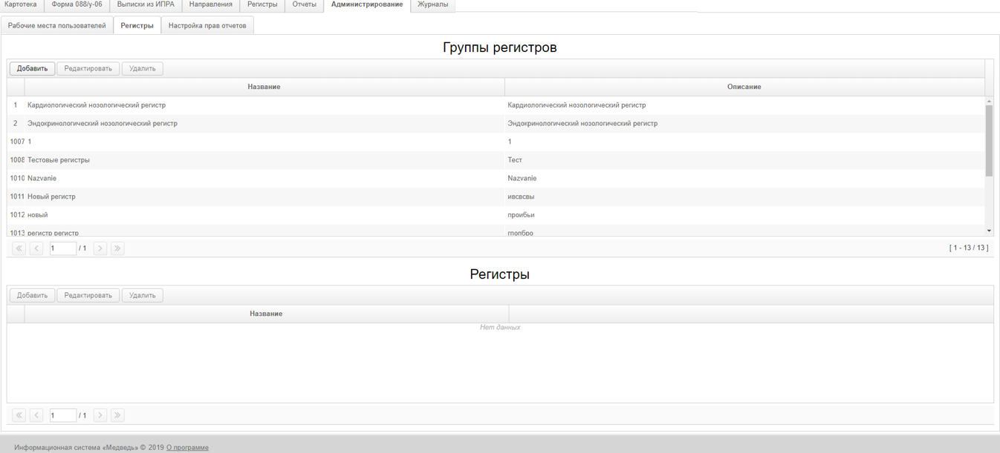 Картотека Форма 088/у-06 Выписки из ИПРА Направления Регистры Отчеты Администрирование Журналы
Рабочие места пользователей Регистры Настройка прав отчетов
Группы регистров
Добавить Редактировать Удалить
Название Описание
1 Кардиологический нозологический регистр Кардиологический нозологический регистр
2 Эндокринологический нозологический регистр Эндокринологический нозологический регистр
1007 1 1
1008 Тестовые регистры Тест
1010 Nazvanie Nazvanie
1011 Новый регистр ивсвсвы
1012 новый проибьи
1013 регистр регистр
1 / 1 [ 1 - 13 / 13 ]
Регистры
Добавить Редактировать Удалить
Название
Нет данных
1 / 1
Информационная система «Медведь» © 2019 О программе